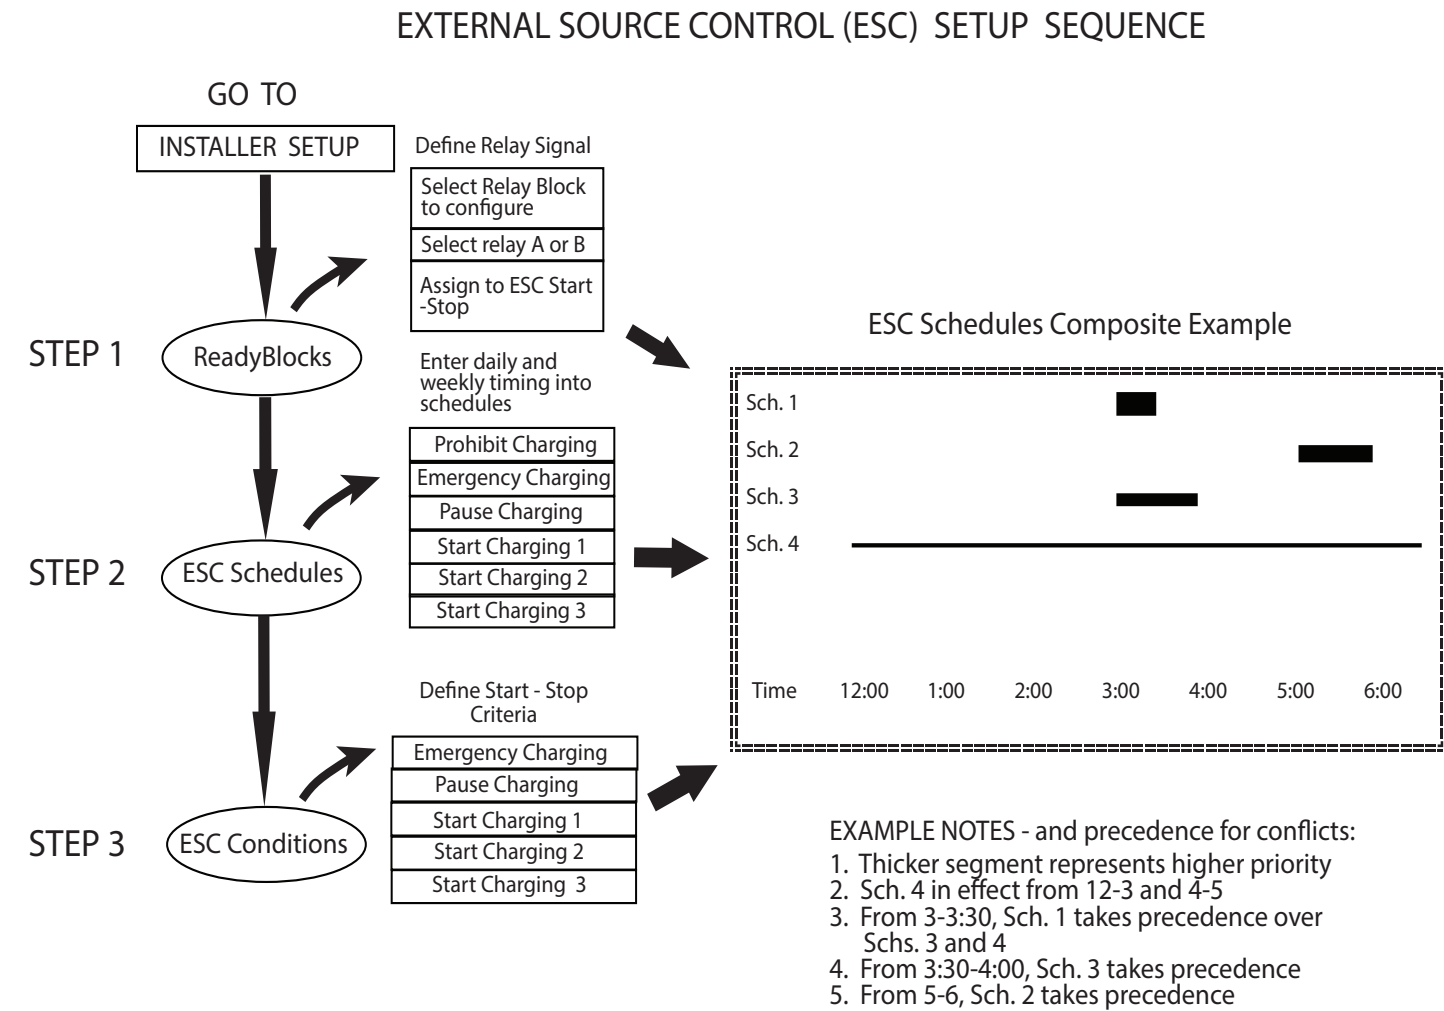 EXTERNAL SOURCE CONTROL (ESC) SETUP SEQUENCE
GO TO
INSTALLER SETUP
Define Relay Signal
Select Relay Block
to configure
Select relay A or B
Assign to ESC Start
-Stop
STEP 1
ReadyBlocks
Enter daily and
weekly timing into
schedules
Prohibit Charging
Emergency Charging
Pause Charging
Start Charging 1
Start Charging 2
Start Charging 3
STEP 2
ESC Schedules
Define Start - Stop
Criteria
Emergency Charging
Pause Charging
Start Charging 1
Start Charging 2
Start Charging 3
STEP 3
ESC Conditions
ESC Schedules Composite Example
Sch. 1
Sch. 2
Sch. 3
Sch. 4
Time 12:00 1:00 2:00 3:00 4:00 5:00 6:00
EXAMPLE NOTES - and precedence for conflicts:
1. Thicker segment represents higher priority
2. Sch. 4 in effect from 12-3 and 4-5
3. From 3-3:30, Sch. 1 takes precedence over
Schs. 3 and 4
4. From 3:30-4:00, Sch. 3 takes precedence
5. From 5-6, Sch. 2 takes precedence